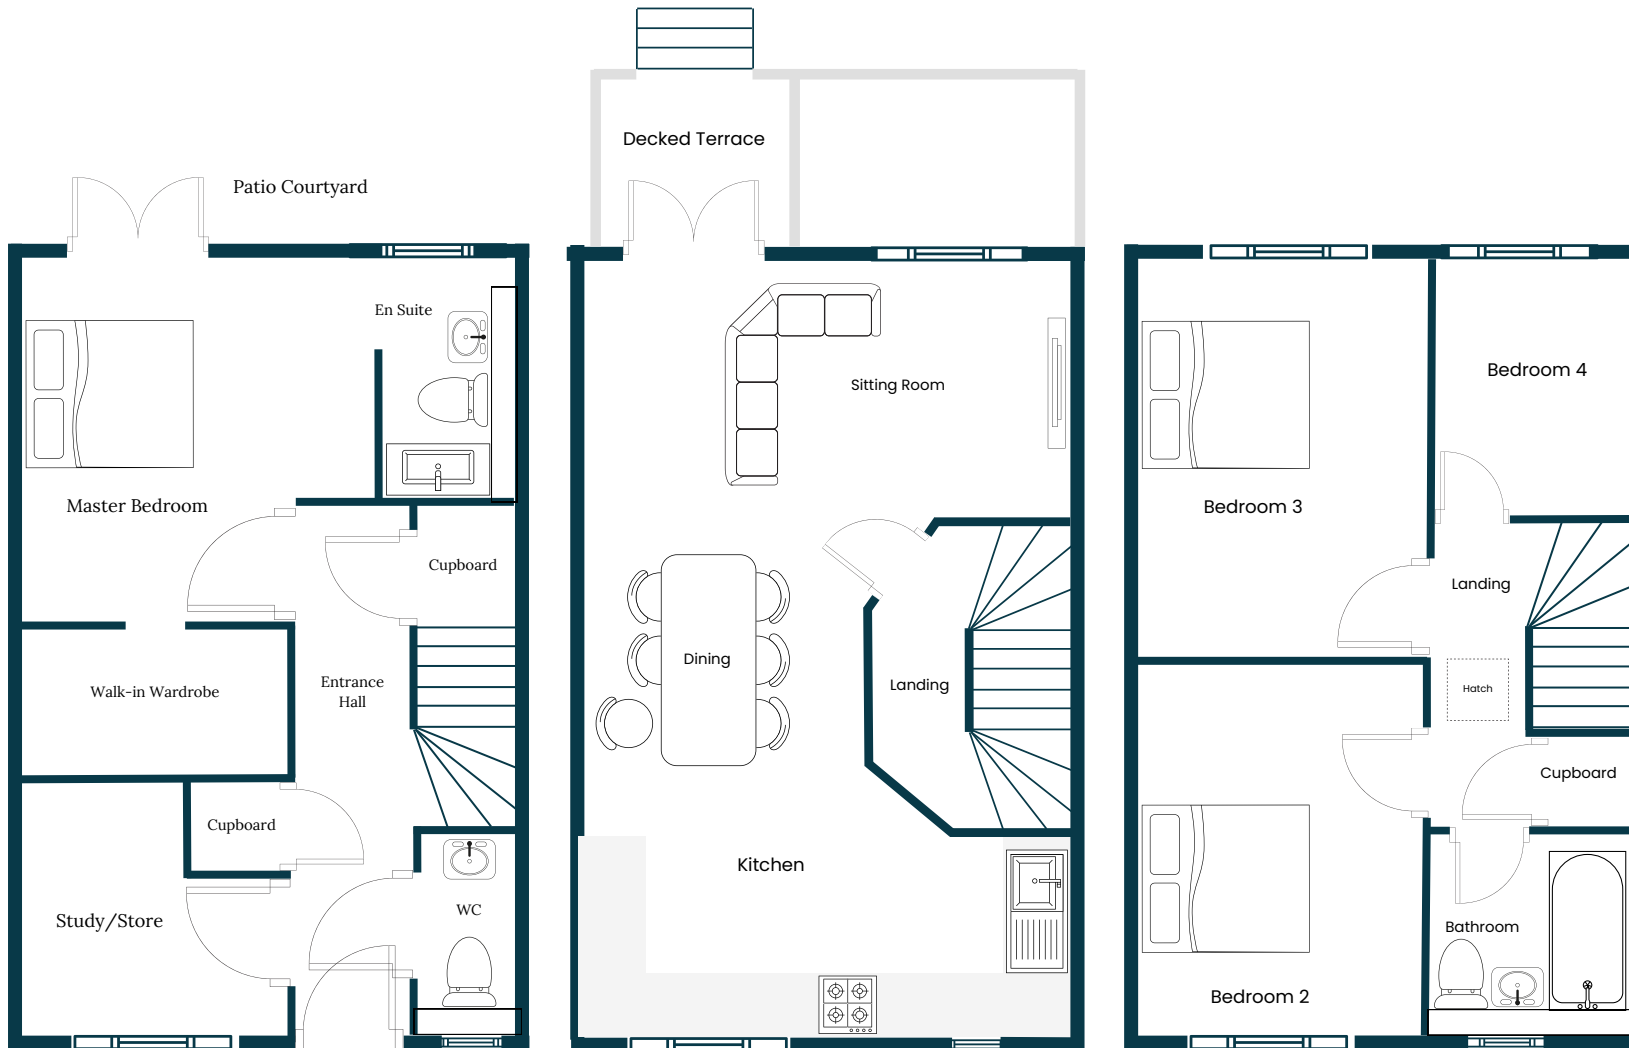 Patio Courtyard
En Suite
Master Bedroom
Cupboard
Walk-in Wardrobe
Entrance
Hall
Cupboard
Study/Store
WC
Decked Terrace
Sitting Room
Dining
Landing
Kitchen
Bedroom 4
Bedroom 3
Landing
Hatch
Cupboard
Bathroom
Bedroom 2